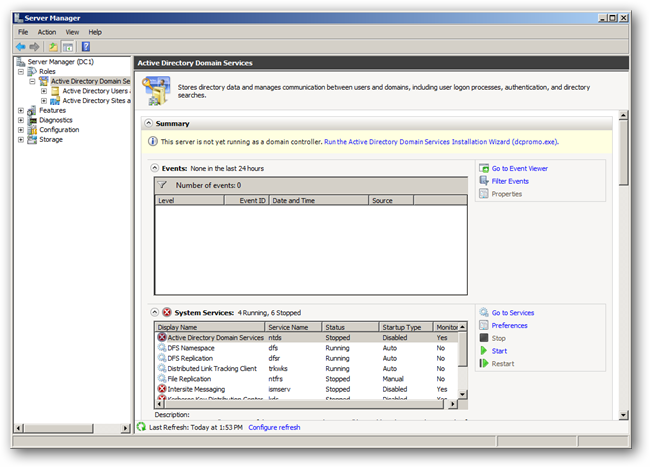 Server Manager
File Action View Help
Server Manager (DC1)
Roles
Active Directory Domain Se
Active Directory Users a
Active Directory Sites a
Features
Diagnostics
Configuration
Storage
Active Directory Domain Services
Stores directory data and manages communication between users and domains, including user logon processes, authentication, and directory
searches.
Summary
This server is not yet running as a domain controller. Run the Active Directory Domain Services Installation Wizard (dcpromo.exe).
Events: None in the last 24 hours
Number of events: 0
Level Event ID Date and Time Source
Go to Event Viewer
Filter Events
Properties
System Services: 4 Running, 6 Stopped
Display Name Service Name Status Startup Type Monitor
Active Directory Domain Services ntds Stopped Disabled Yes
DFS Namespace dfs Running Auto No
DFS Replication dfsr Running Auto No
Distributed Link Tracking Client trkwks Running Auto No
File Replication ntfrs Stopped Manual No
Intersite Messaging ismserv Stopped Disabled Yes
Kerberos Key Distribution Center kdc Stopped Disabled Yes
Go to Services
Preferences
Stop
Start
Restart
Description:
Last Refresh: Today at 1:53 PM Configure refresh